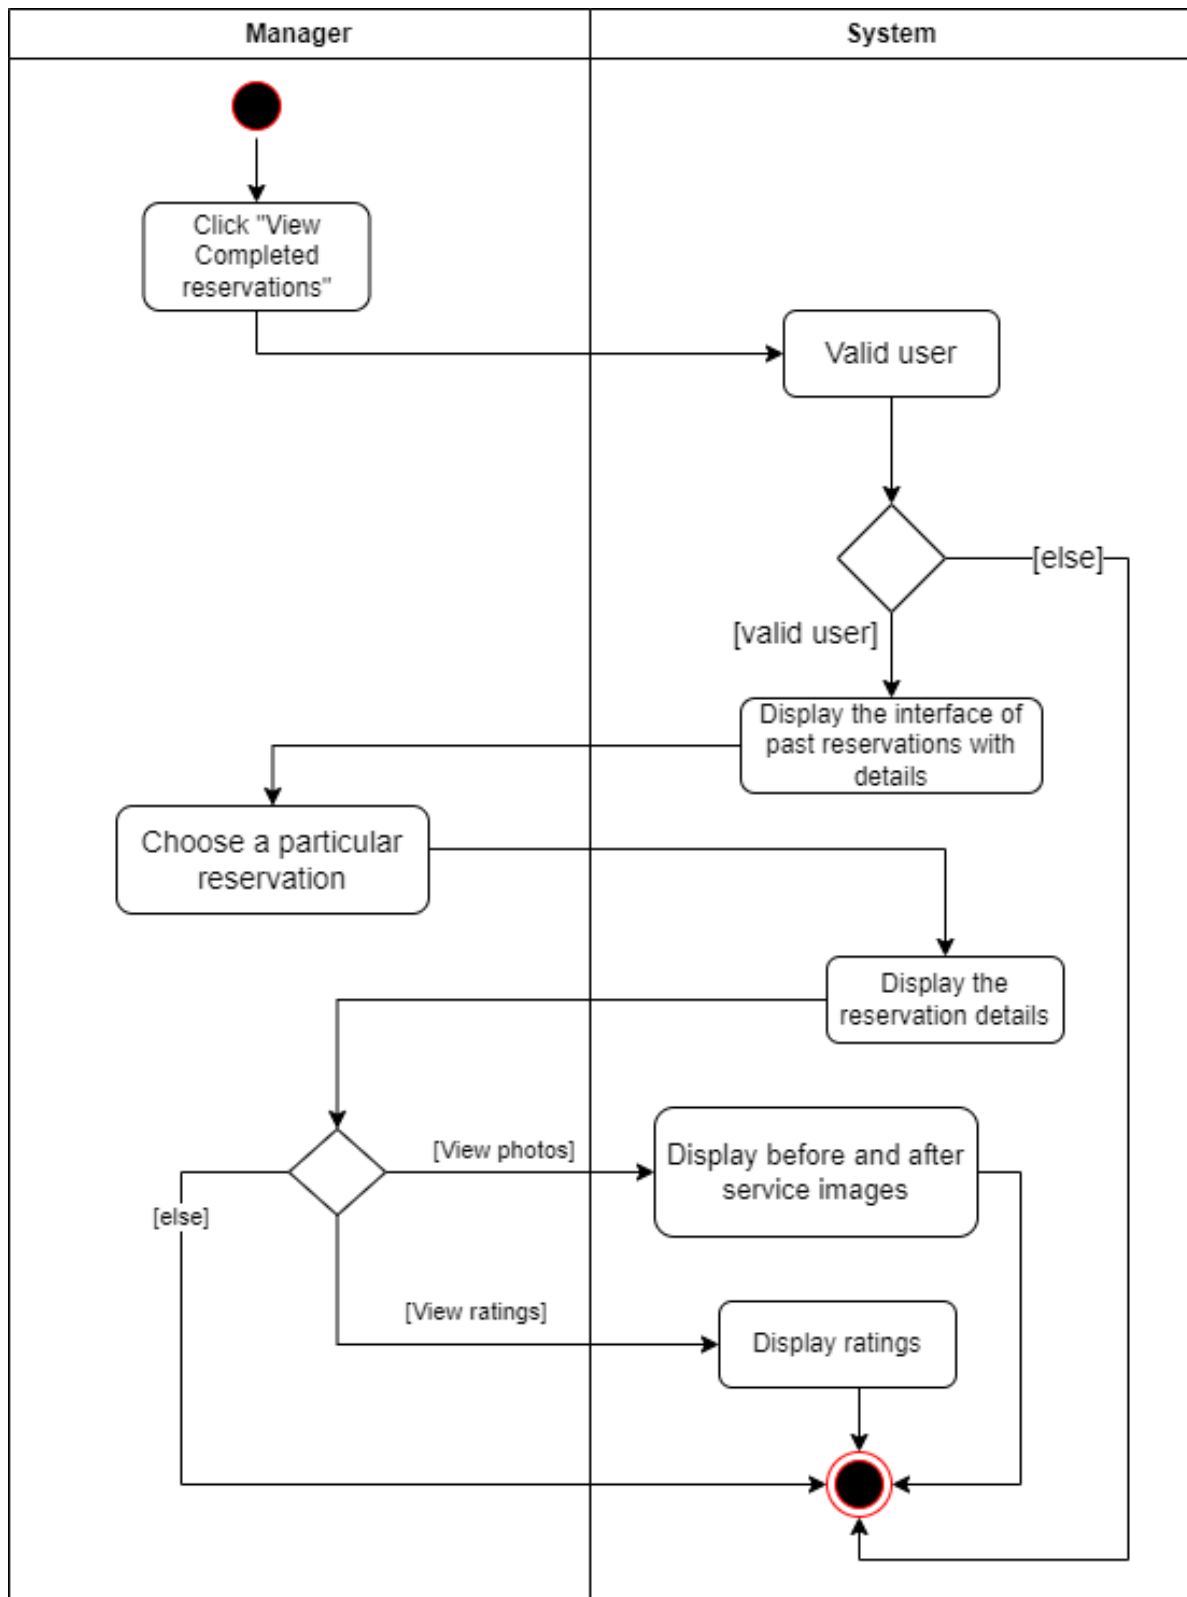 Manager
System
Click "View
Completed
reservations"
Valid user
[else]
[valid user]
Display the interface of
past reservations with
details
Choose a particular
reservation
Display the
reservation details
[View photos]
Display before and after
service images
[else]
[View ratings]
Display ratings